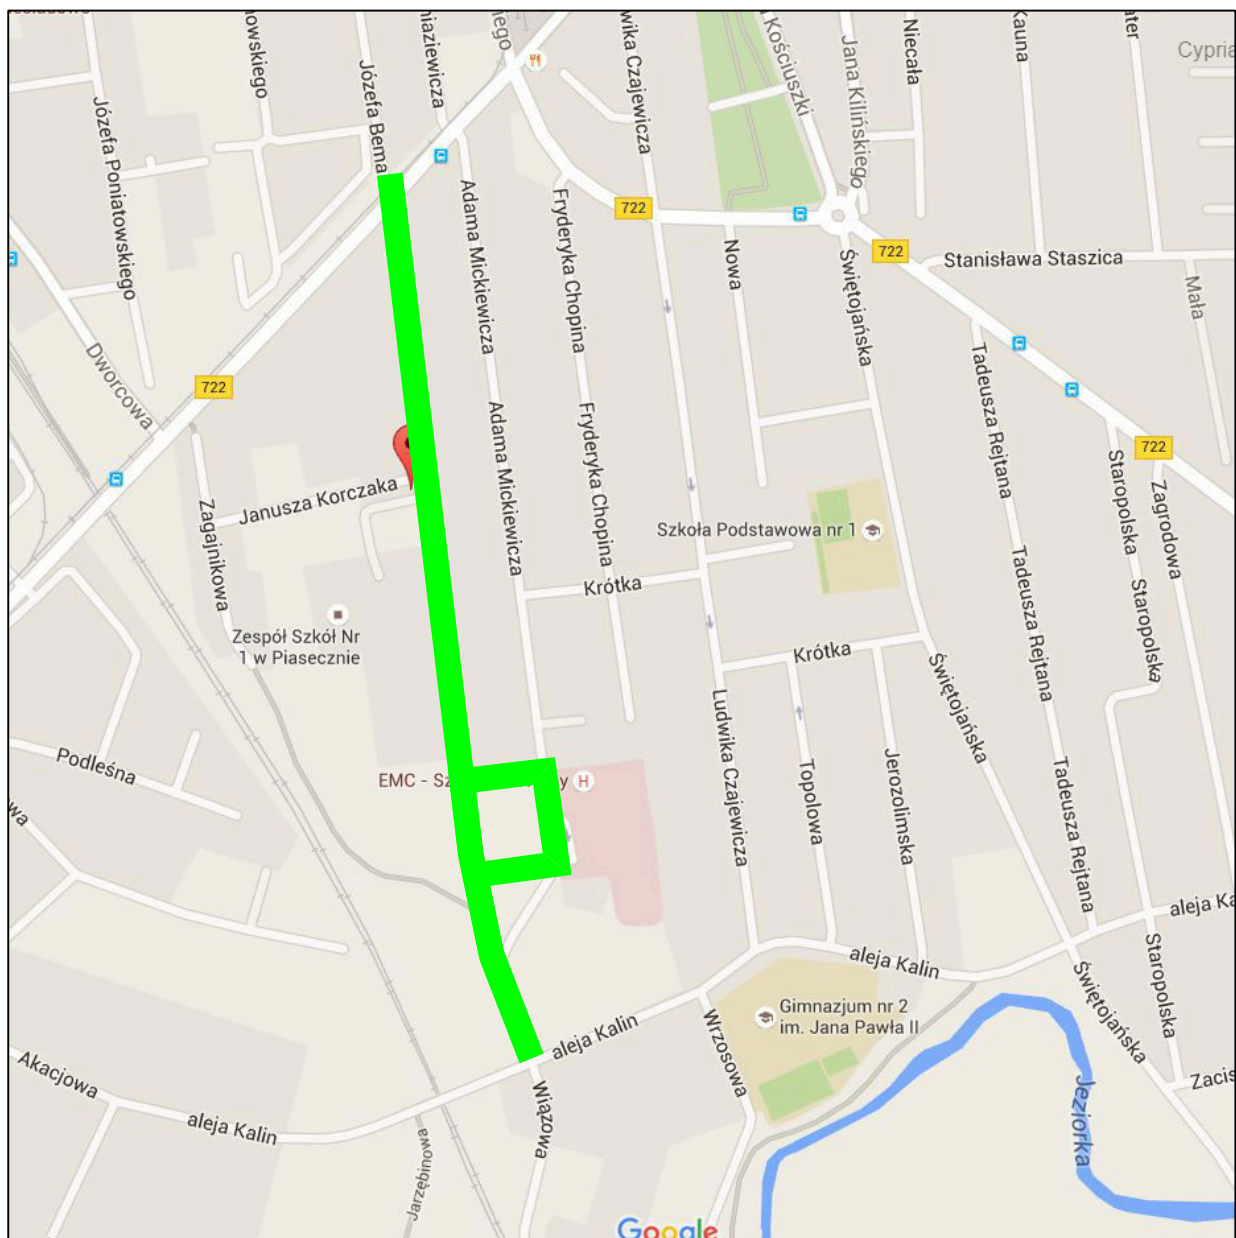 Józefa Poniatowskiego
Józefa Bema
Niecała
Jana Kilińskiego
Kościuszki
Adama Mickiewicza
Fryderyka Chopina
722
Nowa
722
Świętojańska
Stanisława Staszica
Mała
Dworcowa
722
Tadeusza Rejtana
Adama Mickiewicza
Fryderyka Chopina
722
Staropolska
Zagrodowa
Janusza Korczaka
Zagajnikowa
Szkoła Podstawowa nr 1
Krótka
Tadeusza Rejtana
Staropolska
Zespół Szkół Nr
1 w Piasecznie
Krótka
Świętojańska
Ludwika Czajewicza
Topolowa
Jerozolimska
Tadeusza Rejtana
Podleśna
EMC - Sz
y
H
aleja Kalin
aleja Ka
Staropolska
Świętojańska
Gimnazjum nr 2
im. Jana Pawła II
aleja Kalin
Wrzosowa
Wiązowa
Akacjowa
aleja Kalin
Jarzębinowa
Jeziorka
Zacis
Google